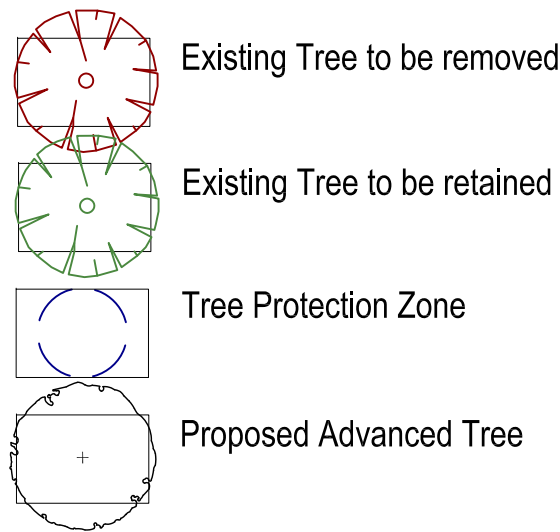 Existing Tree to be removed
Existing Tree to be retained
Tree Protection Zone
Proposed Advanced Tree